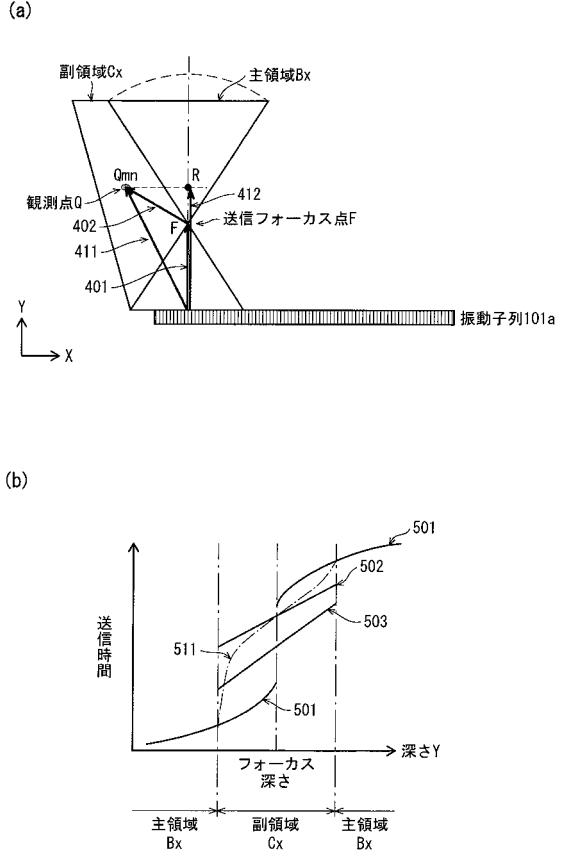 (a)
副領域Cx
主領域Bx
Qmn
R
観測点Q
412
402
F
送信フォーカス点F
411
401
Y
X
振動子列101a
(b)
501
502
503
送信時間
511
501
深さY
フォーカス
深さ
主領域
Bx
副領域
Cx
主領域
Bx